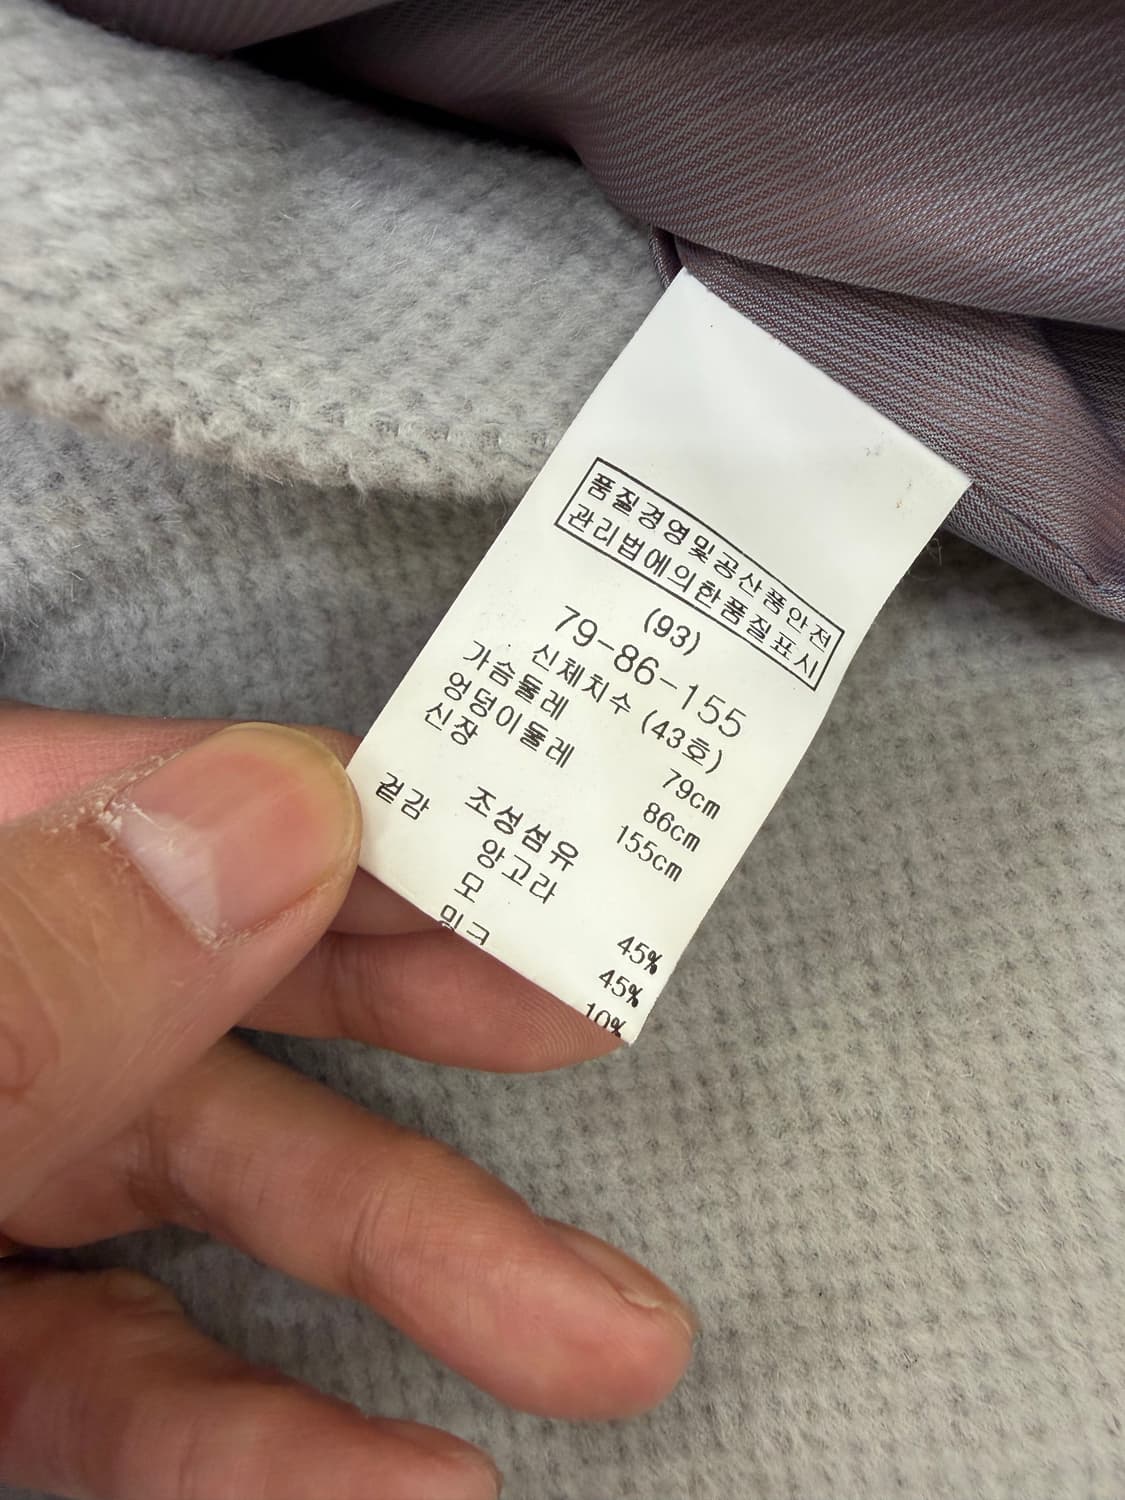 품질경영및공산품안전
관리법에의한품질표시
(93)
79-86-155
신체치수 (43호)
가슴둘레 79cm
엉덩이둘레 86cm
신장 155cm
조성섬유
겉감 앙고라 45%
모 45%
밍크 10%